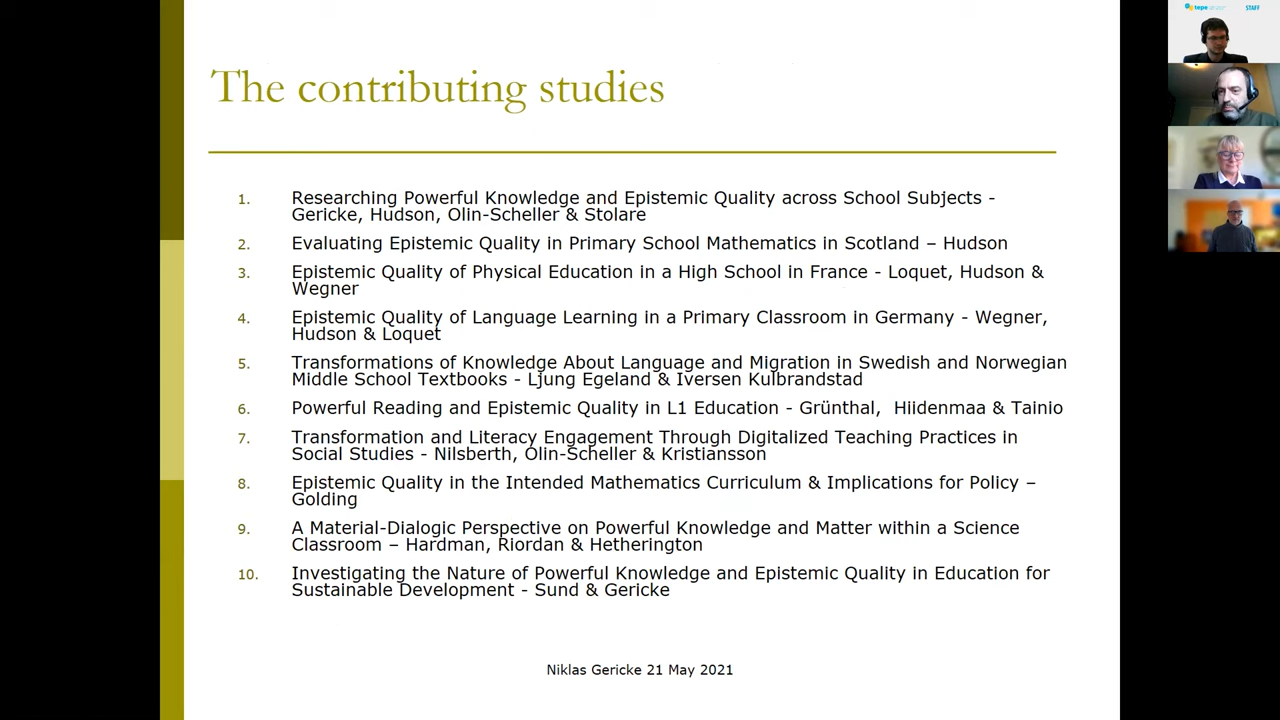 The contributing studies
1. Researching Powerful Knowledge and Epistemic Quality across School Subjects -
Gericke, Hudson, Olin-Scheller & Stolare
2. Evaluating Epistemic Quality in Primary School Mathematics in Scotland – Hudson
3. Epistemic Quality of Physical Education in a High School in France - Loquet, Hudson &
Wegner
4. Epistemic Quality of Language Learning in a Primary Classroom in Germany - Wegner,
Hudson & Loquet
5. Transformations of Knowledge About Language and Migration in Swedish and Norwegian
Middle School Textbooks - Ljung Egeland & Iversen Kulbrandstad
6. Powerful Reading and Epistemic Quality in L1 Education - Grünthal, Hiidenmaa & Tainio
7. Transformation and Literacy Engagement Through Digitalized Teaching Practices in
Social Studies - Nilsberth, Olin-Scheller & Kristiansson
8. Epistemic Quality in the Intended Mathematics Curriculum & Implications for Policy –
Golding
9. A Material-Dialogic Perspective on Powerful Knowledge and Matter within a Science
Classroom – Hardman, Riordan & Hetherington
10. Investigating the Nature of Powerful Knowledge and Epistemic Quality in Education for
Sustainable Development - Sund & Gericke
Niklas Gericke 21 May 2021
tepe
STAFF